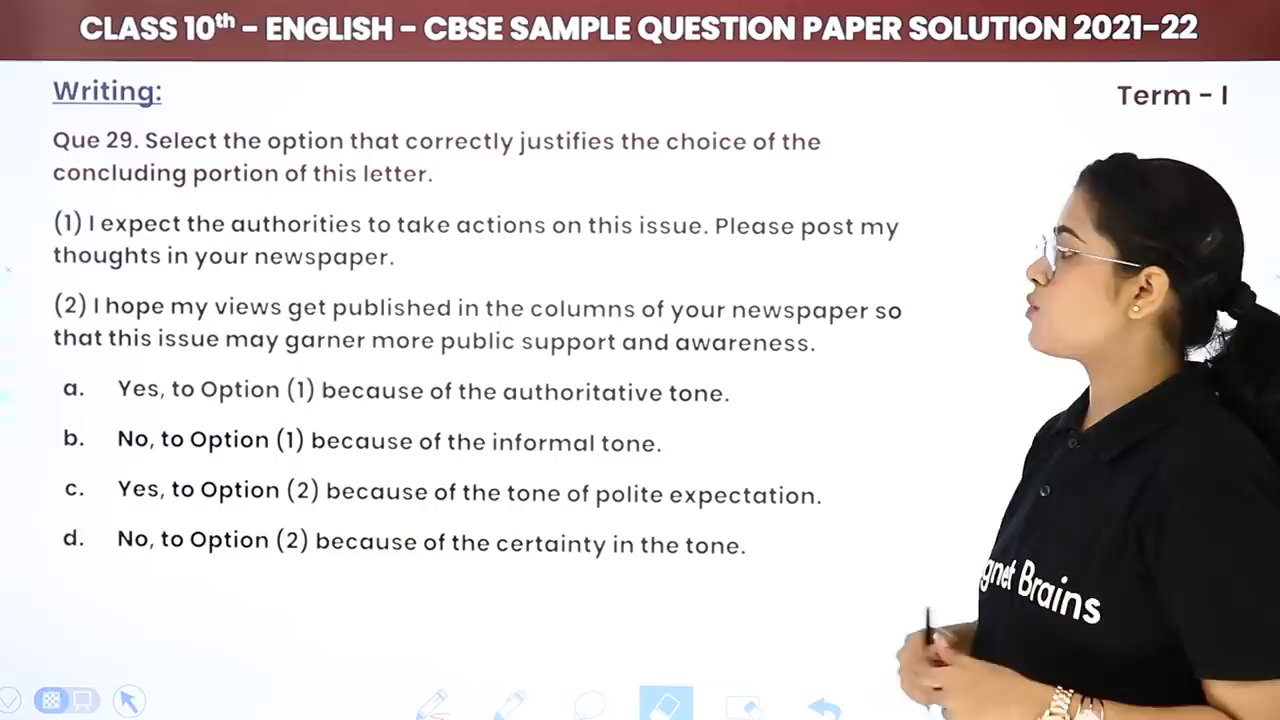 CLASS 10th - ENGLISH - CBSE SAMPLE QUESTION PAPER SOLUTION 2021-22
Writing:
Term - I
Que 29. Select the option that correctly justifies the choice of the
concluding portion of this letter.
(1) I expect the authorities to take actions on this issue. Please post my
thoughts in your newspaper.
(2) I hope my views get published in the columns of your newspaper so
that this issue may garner more public support and awareness.
a. Yes, to Option (1) because of the authoritative tone.
b. No, to Option (1) because of the informal tone.
c. Yes, to Option (2) because of the tone of polite expectation.
d. No, to Option (2) because of the certainty in the tone.
gnet Brains